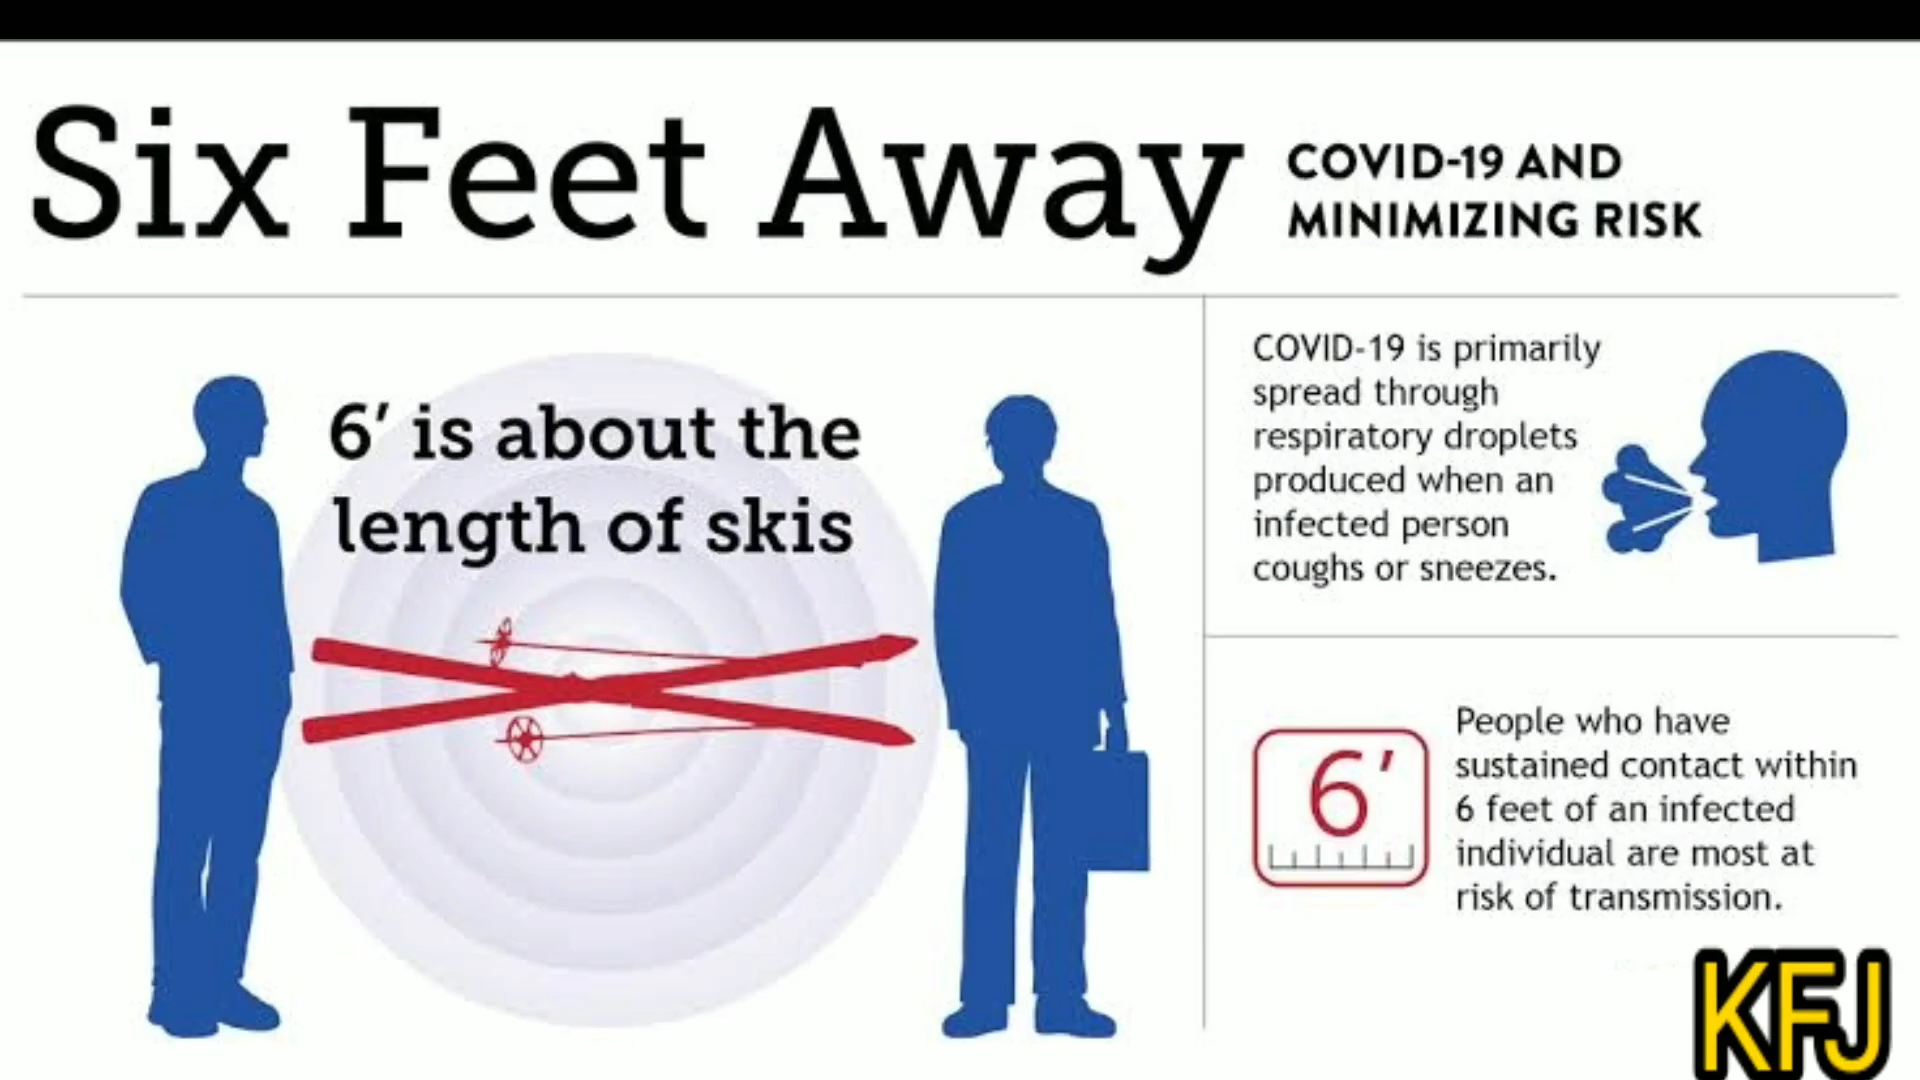 Six Feet Away
COVID-19 AND
MINIMIZING RISK
6′ is about the
length of skis
COVID-19 is primarily
spread through
respiratory droplets
produced when an
infected person
coughs or sneezes.
6′
People who have
sustained contact within
6 feet of an infected
individual are most at
risk of transmission.
KFJ